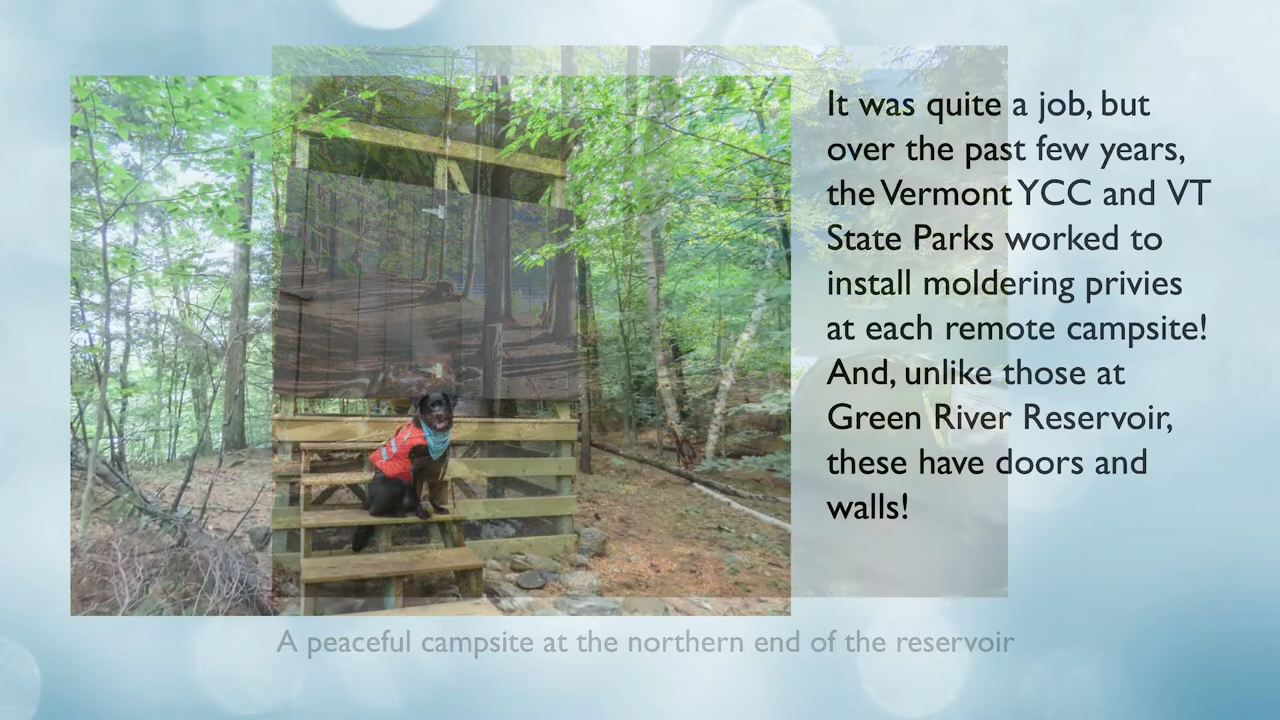 It was quite a job, but
over the past few years,
the Vermont YCC and VT
State Parks worked to
install moldering privies
at each remote campsite!
And, unlike those at
Green River Reservoir,
these have doors and
walls!
A peaceful campsite at the northern end of the reservoir